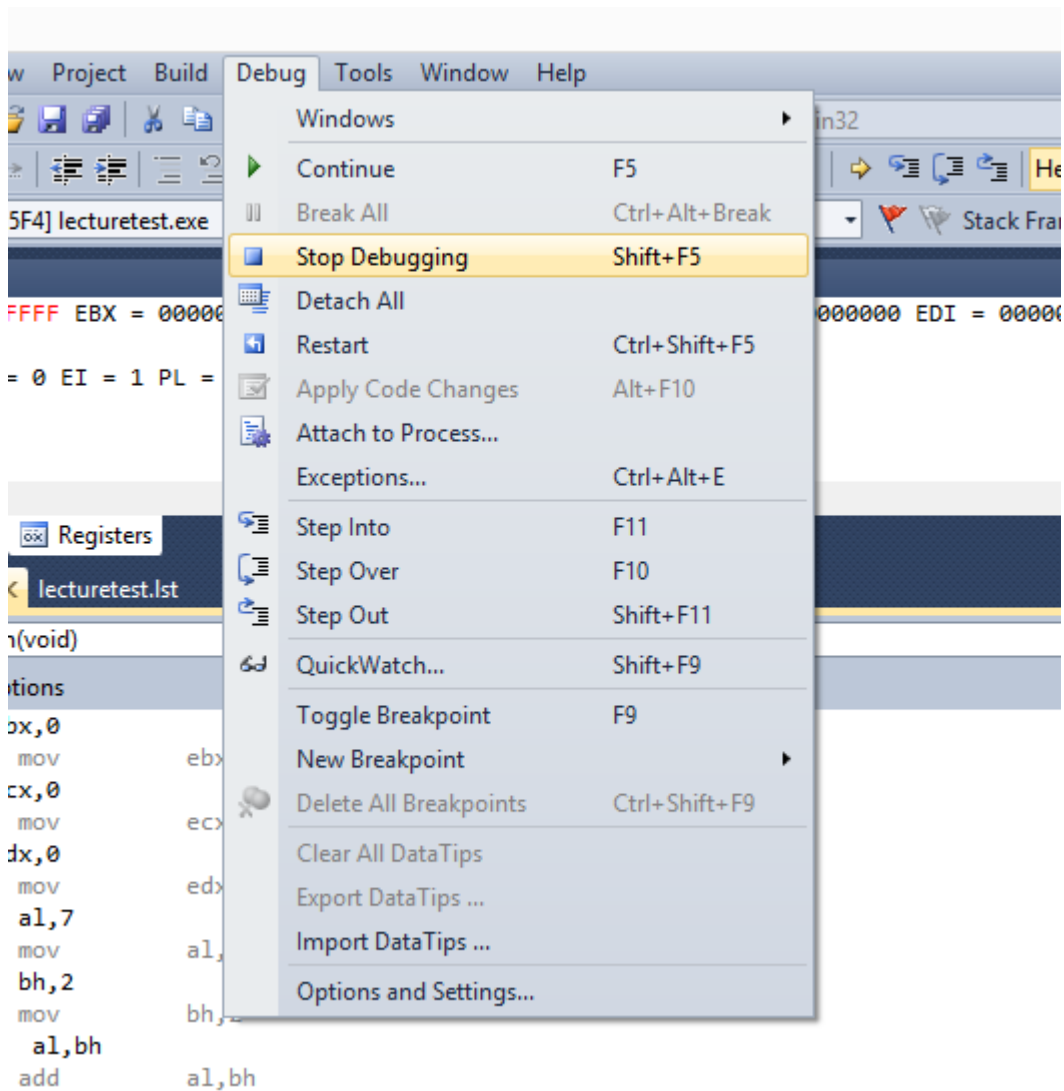 w Project Build Debug Tools Window Help
Windows in32
Continue F5 He
Break All Ctrl+Alt+Break
5F4] lecturetest.exe Stack Fra
Stop Debugging Shift+F5
FFFF EBX = 00000 0000000 EDI = 00000
Detach All
Restart Ctrl+Shift+F5
= 0 EI = 1 PL =
Apply Code Changes Alt+F10
Attach to Process...
Exceptions... Ctrl+Alt+E
Registers
Step Into F11
Step Over F10
lecturetest.lst
Step Out Shift+F11
n(void)
QuickWatch... Shift+F9
tions
Toggle Breakpoint F9
bx,0
mov ebx
New Breakpoint
cx,0
Delete All Breakpoints Ctrl+Shift+F9
mov ecx
dx,0
Clear All DataTips
mov edx
Export DataTips ...
al,7
mov al,
Import DataTips ...
bh,2
Options and Settings...
mov bh,2
al,bh
add al,bh